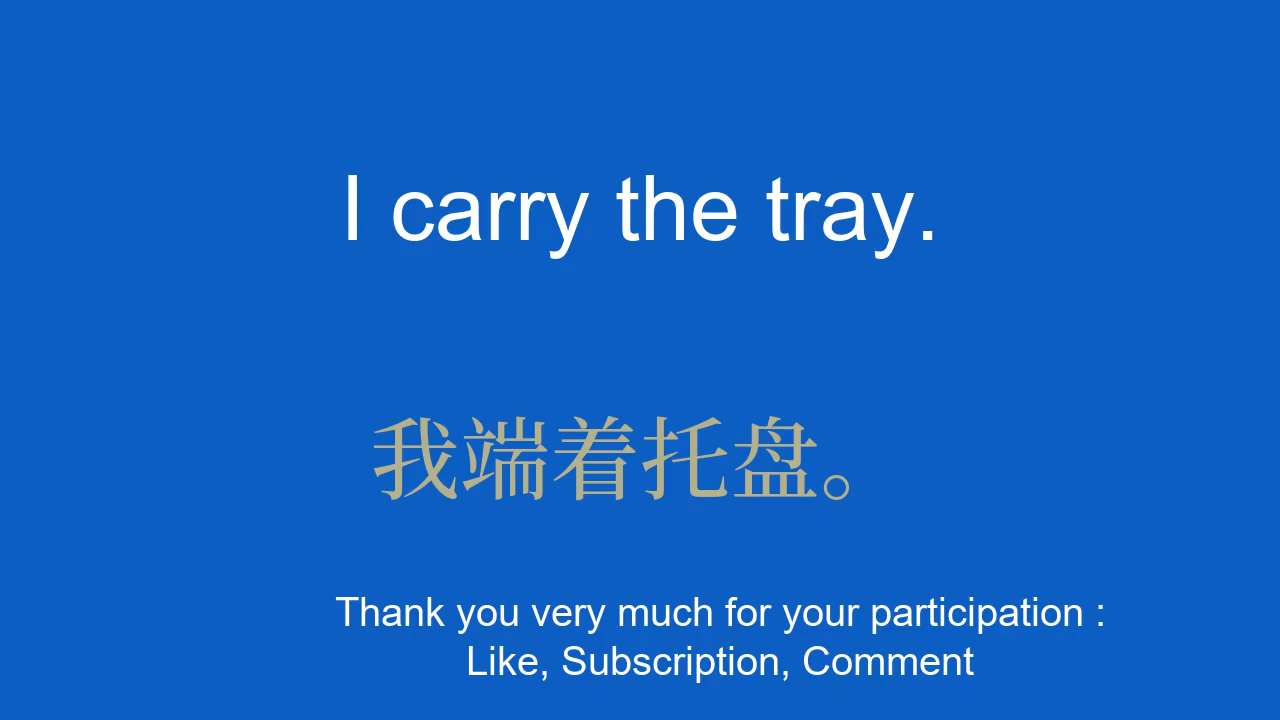 I carry the tray.
我端着托盘。
Thank you very much for your participation :
Like, Subscription, Comment